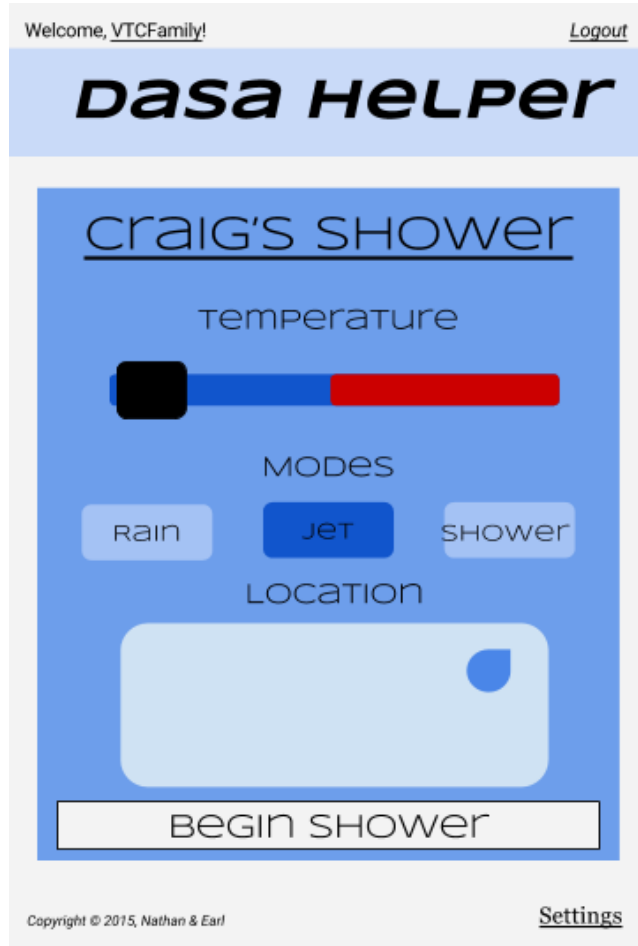 Welcome, VTCFamily! Logout
Dasa Helper
Craig's Shower
Temperature
Modes
Rain Jet Shower
Location
Begin Shower
Copyright © 2015, Nathan & Earl Settings